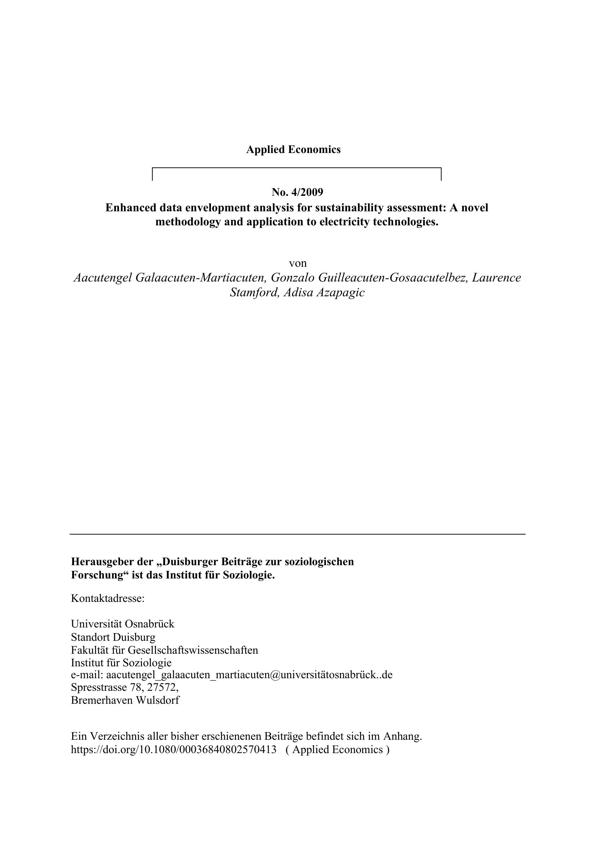 Applied Economics
No. 4/2009
Enhanced data envelopment analysis for sustainability assessment: A novel
methodology and application to electricity technologies.
von
Aacutengel Galaacuten-Martiacuten, Gonzalo Guilleacuten-Gosaacutelbez, Laurence
Stamford, Adisa Azapagic
Herausgeber der „Duisburger Beiträge zur soziologischen
Forschung“ ist das Institut für Soziologie.
Kontaktadresse:
Universität Osnabrück
Standort Duisburg
Fakultät für Gesellschaftswissenschaften
Institut für Soziologie
e-mail: aacutengel_galaacuten_martiacuten@universitätosnabrück..de
Spresstrasse 78, 27572,
Bremerhaven Wulsdorf
Ein Verzeichnis aller bisher erschienenen Beiträge befindet sich im Anhang.
https://doi.org/10.1080/00036840802570413 ( Applied Economics )